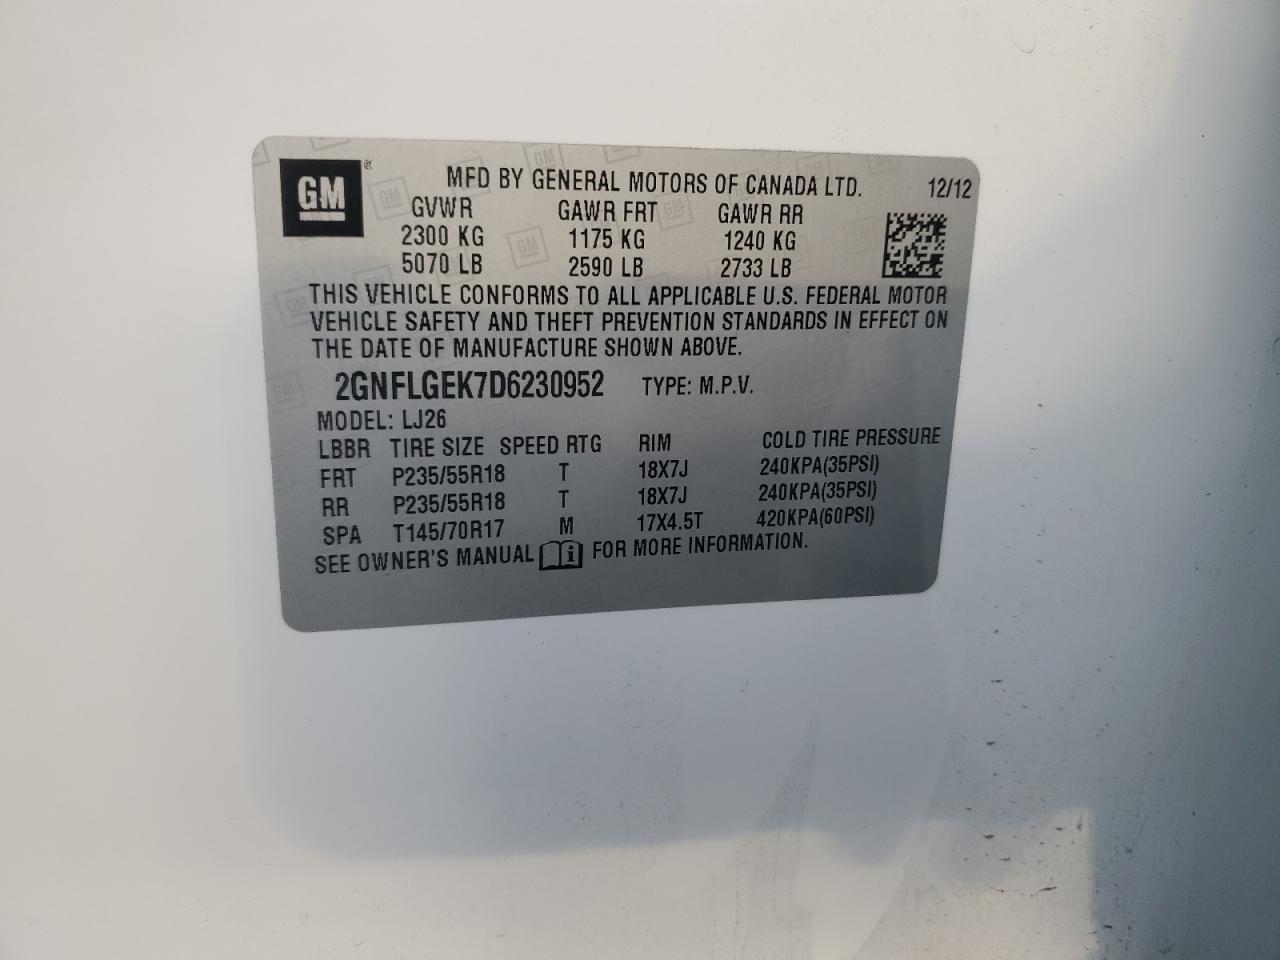 GM ®
MFD BY GENERAL MOTORS OF CANADA LTD. 12/12
GVWR GAWR FRT GAWR RR
2300 KG 1175 KG 1240 KG
5070 LB 2590 LB 2733 LB
THIS VEHICLE CONFORMS TO ALL APPLICABLE U.S. FEDERAL MOTOR
VEHICLE SAFETY AND THEFT PREVENTION STANDARDS IN EFFECT ON
THE DATE OF MANUFACTURE SHOWN ABOVE.
2GNFLGEK7D6230952 TYPE: M.P.V.
MODEL: LJ26
LBBR TIRE SIZE SPEED RTG RIM COLD TIRE PRESSURE
FRT P235/55R18 T 18X7J 240KPA(35PSI)
RR P235/55R18 T 18X7J 240KPA(35PSI)
SPA T145/70R17 M 17X4.5T 420KPA(60PSI)
SEE OWNER'S MANUAL i FOR MORE INFORMATION.